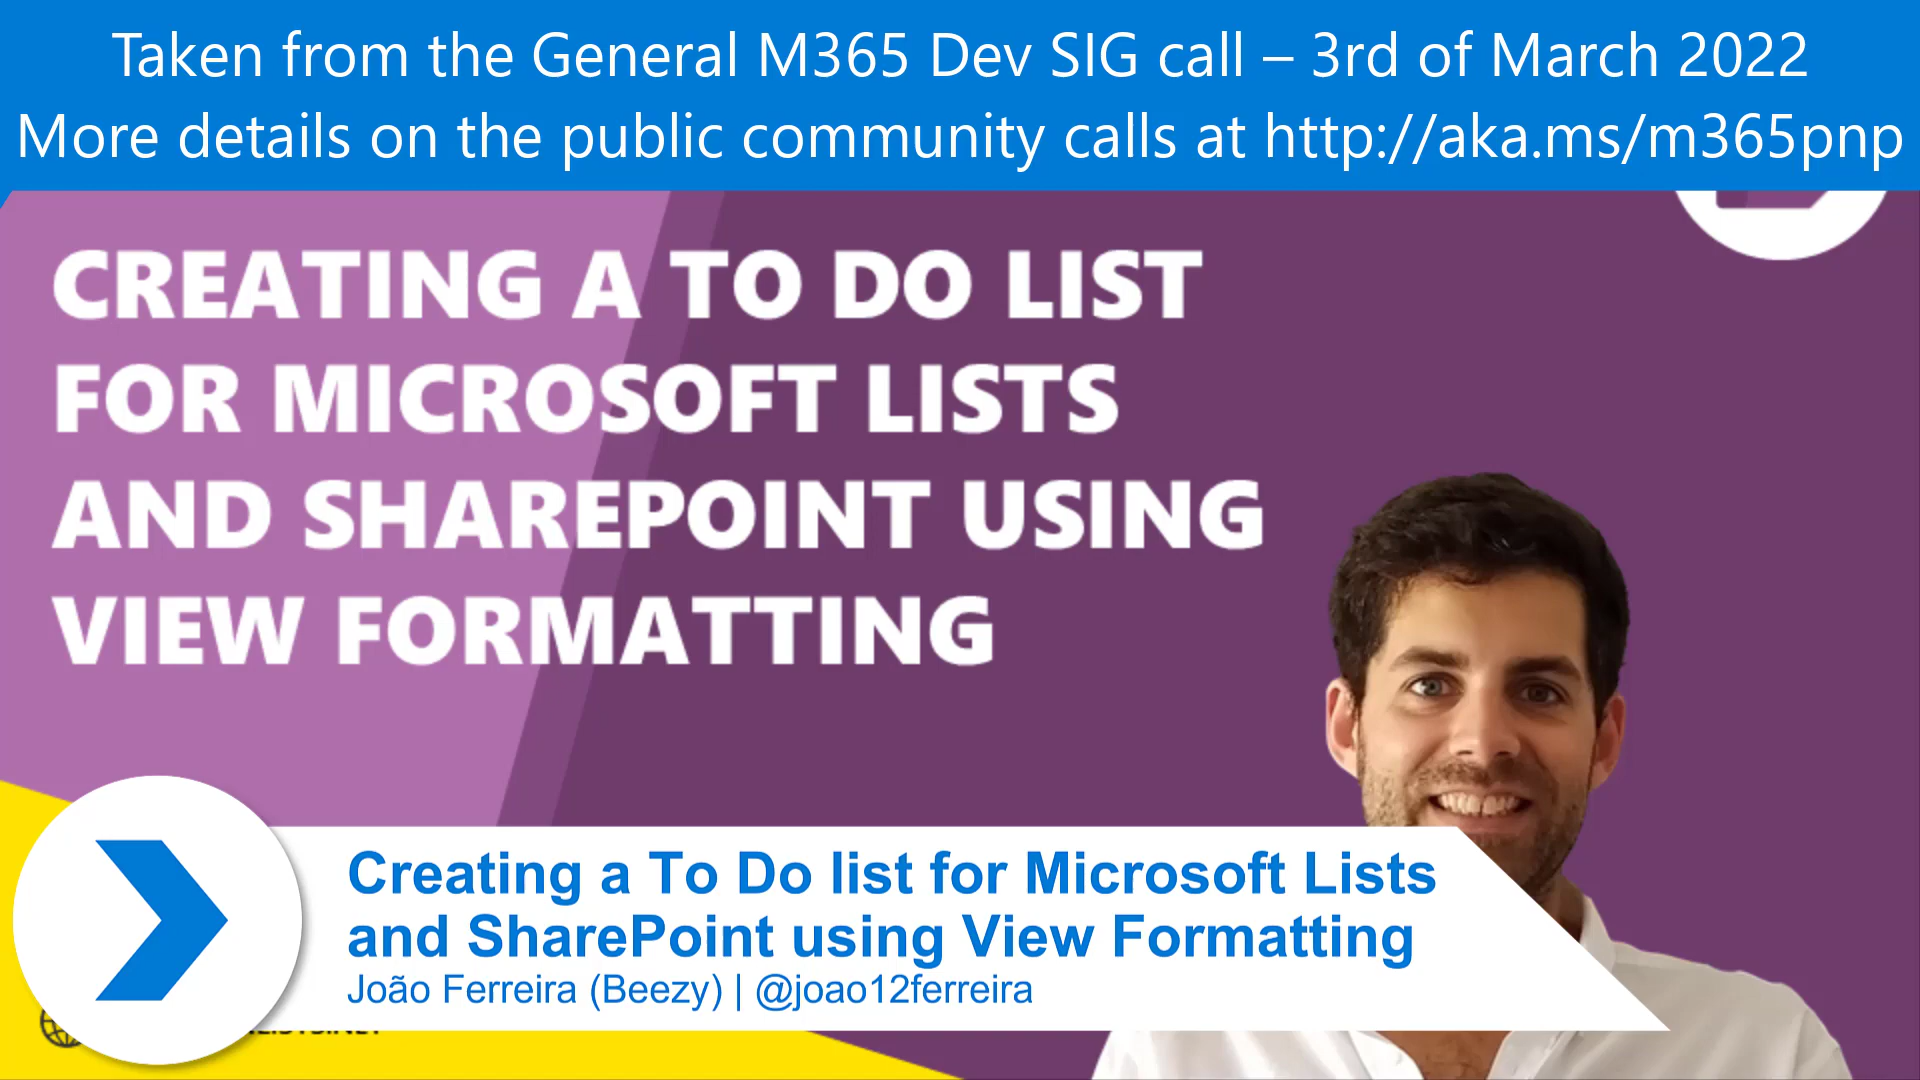 Taken from the General M365 Dev SIG call – 3rd of March 2022
More details on the public community calls at http://aka.ms/m365pnp
CREATING A TO DO LIST
FOR MICROSOFT LISTS
AND SHAREPOINT USING
VIEW FORMATTING
Creating a To Do list for Microsoft Lists
and SharePoint using View Formatting
João Ferreira (Beezy) | @joao12ferreira